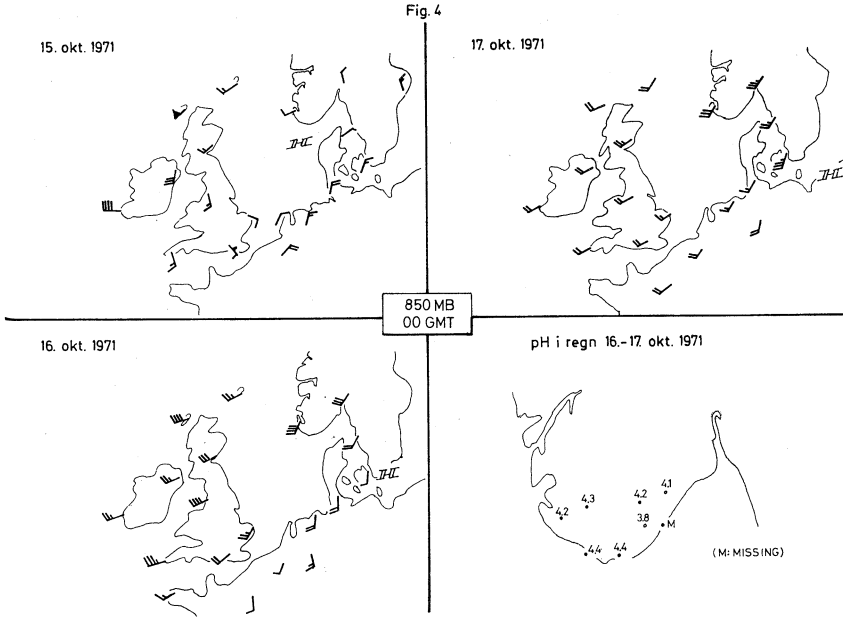 Fig. 4
15. okt. 1971
17. okt. 1971
850 MB
00 GMT
16. okt. 1971
pH i regn 16.-17. okt. 1971
4.1
4.2
4.3
4.2
3.8
M
4.4
4.4
(M: MISSING)